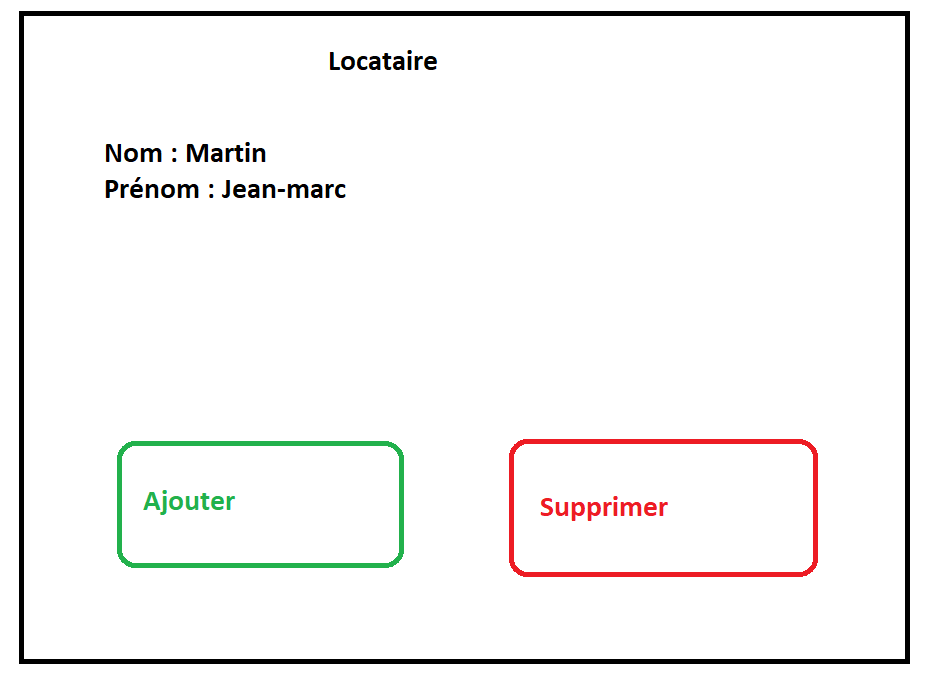 Locataire
Nom : Martin
Prénom : Jean-marc
Ajouter
Supprimer